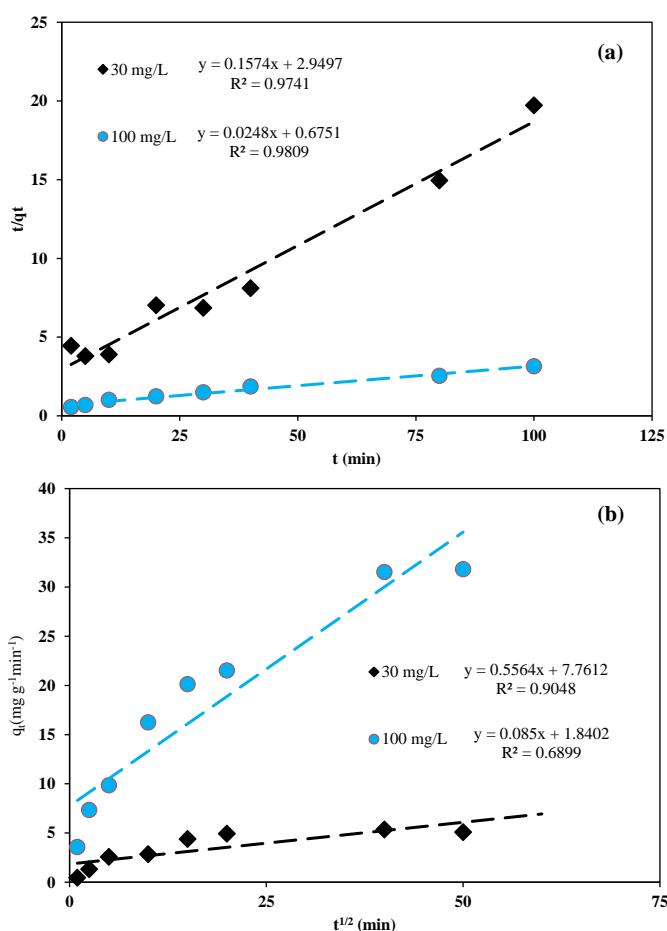 (a)
30 mg/L y = 0.1574x + 2.9497
R² = 0.9741
100 mg/L y = 0.0248x + 0.6751
R² = 0.9809
25
20
15
10
5
0
t/qt
0 25 50 75 100 125
t (min)
(b)
40
35
30
25
20
15
10
5
0
qt(mg g-1min-1)
30 mg/L y = 0.5564x + 7.7612
R² = 0.9048
100 mg/L y = 0.085x + 1.8402
R² = 0.6899
0 25 50 75
t1/2 (min)